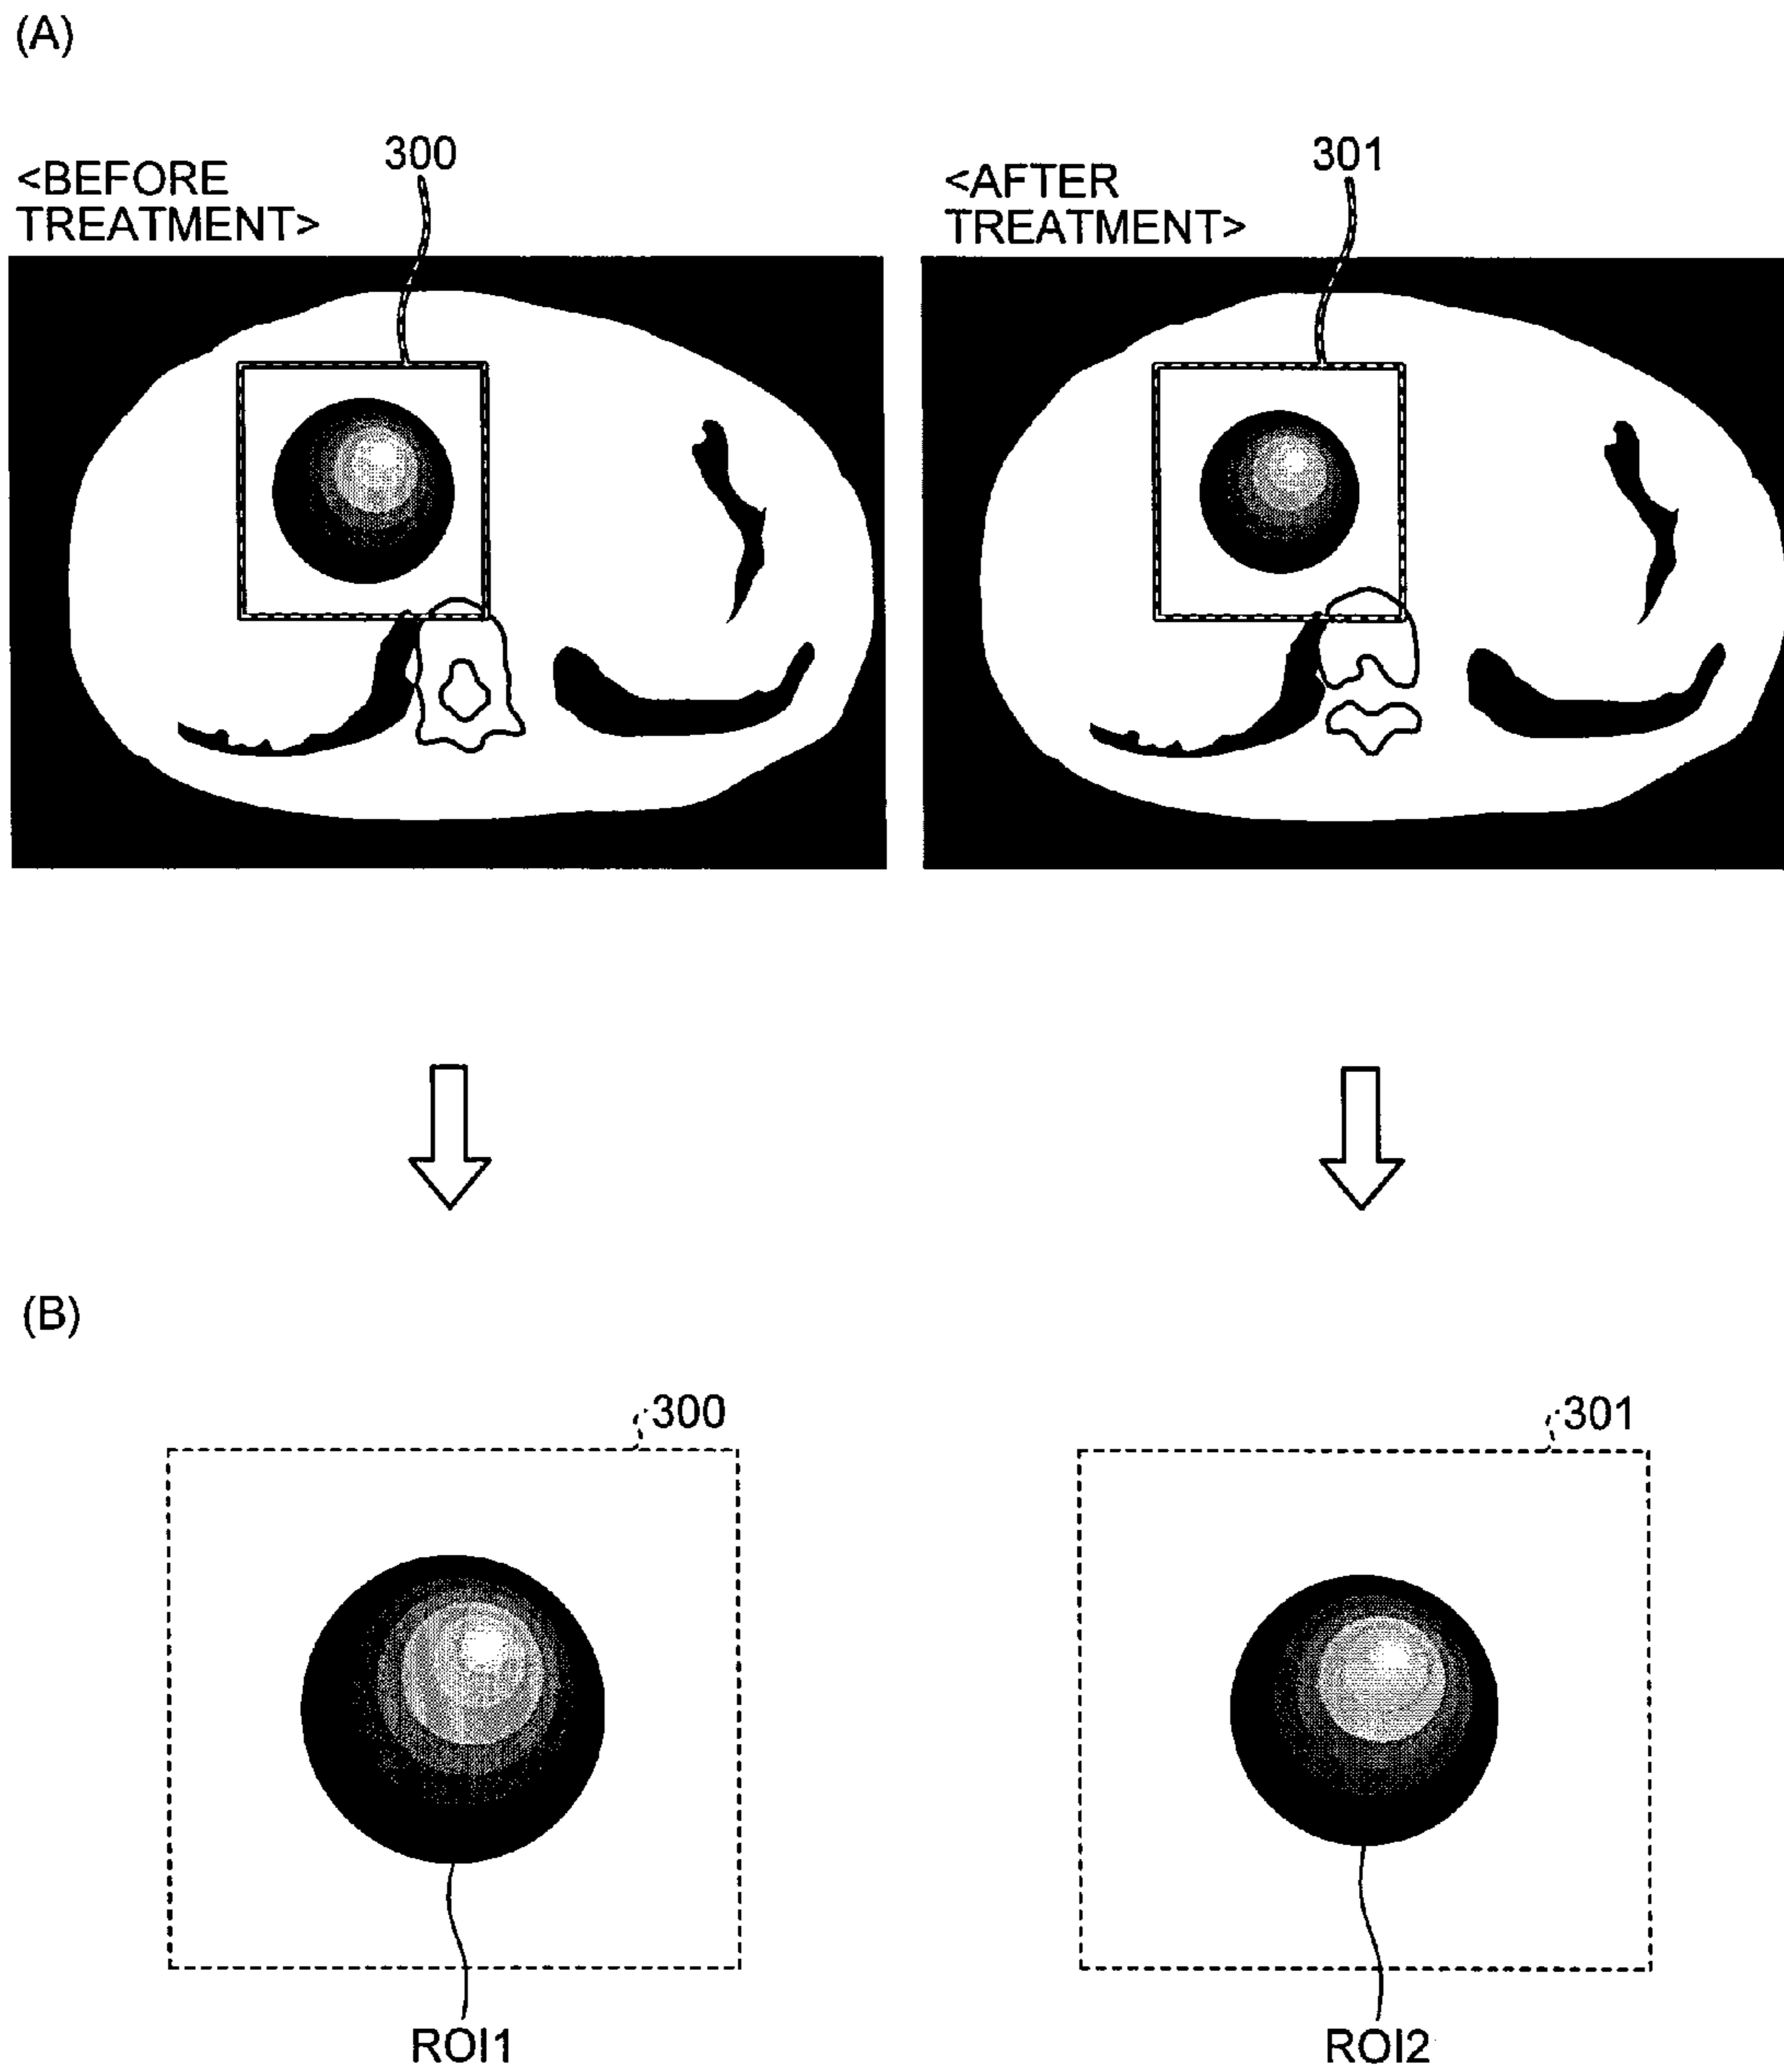 (A)
<BEFORE
TREATMENT>
300
<AFTER
TREATMENT>
301
(B)
300
301
ROI1
ROI2